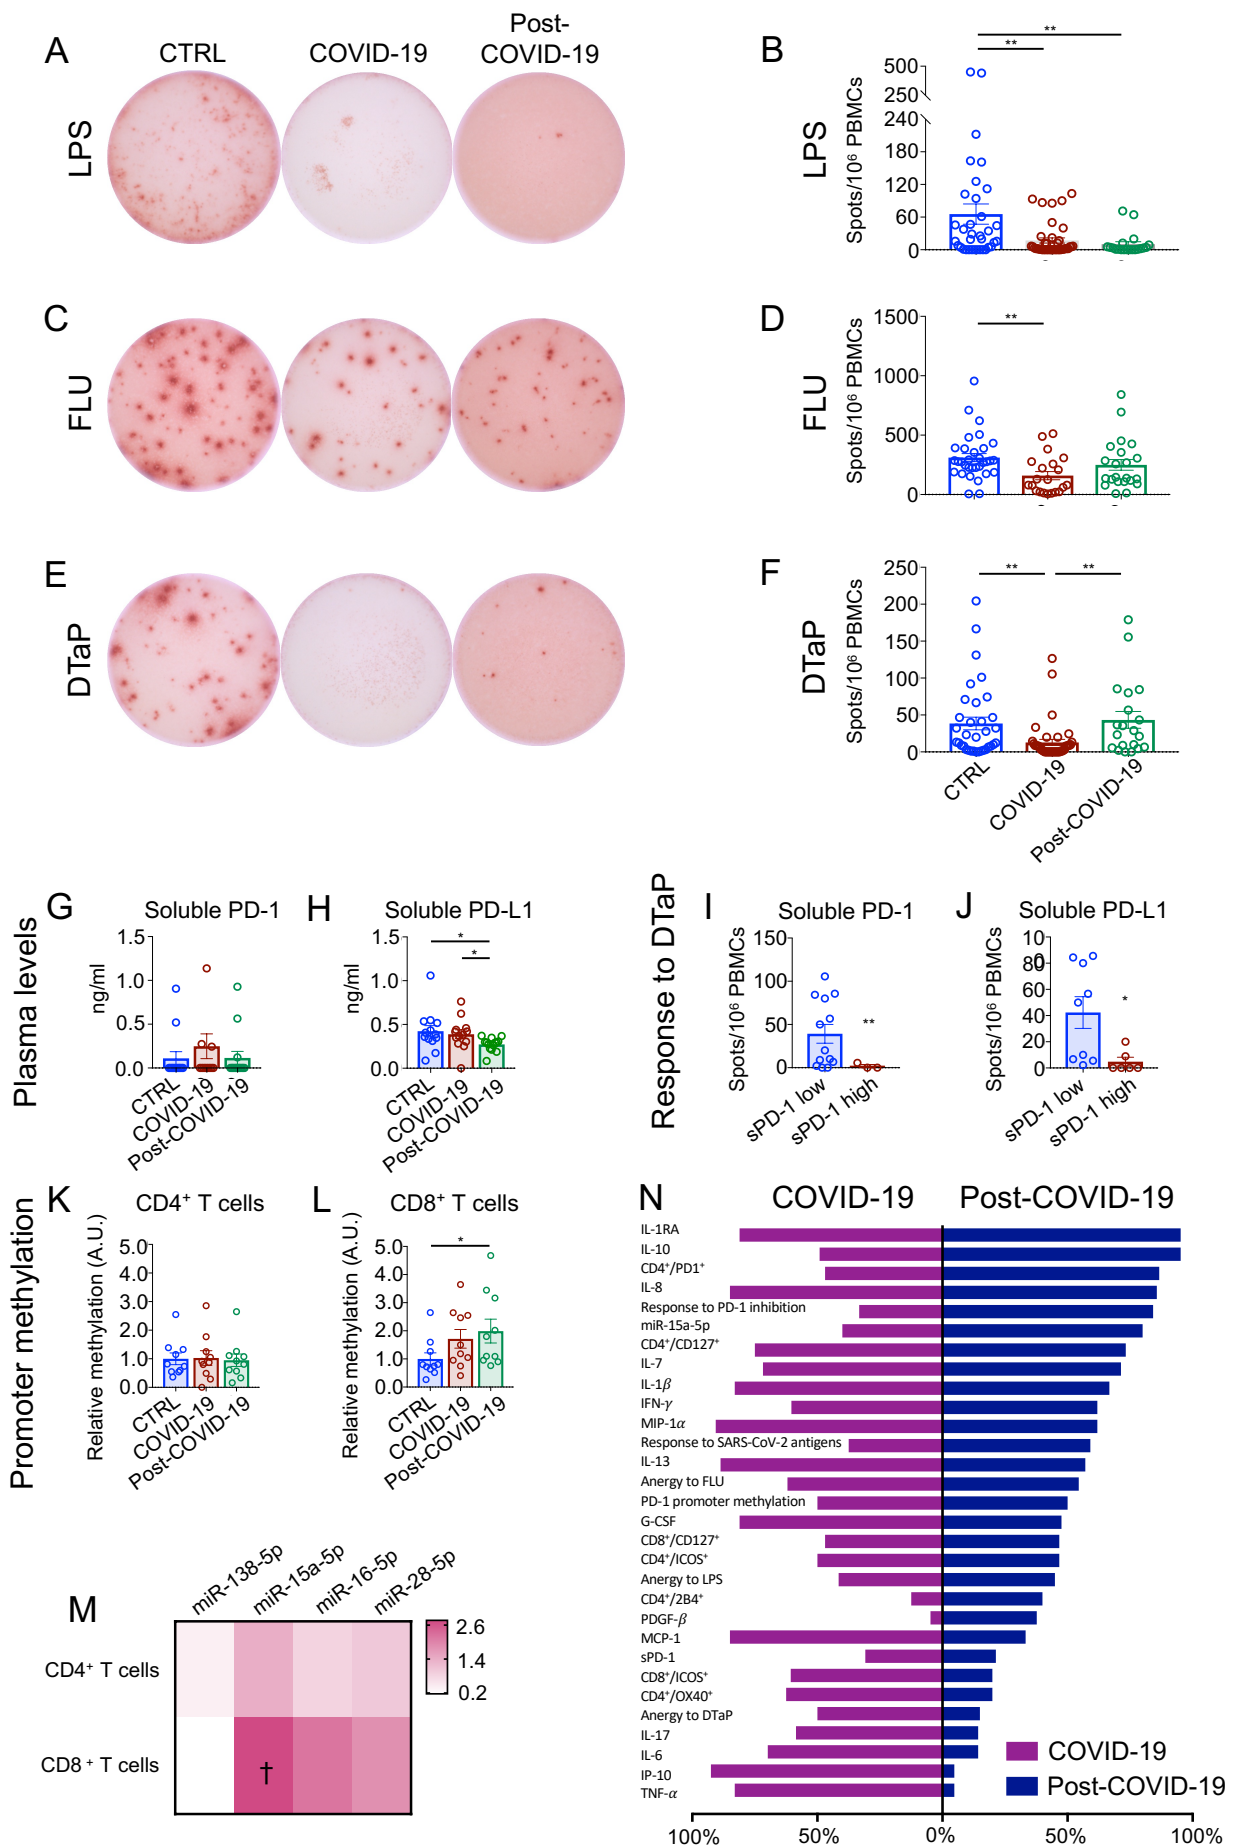 A
CTRL
COVID-19
Post-
COVID-19
LPS
B
**
**
LPS
Spots/10⁶ PBMCs
500
250
240
180
120
60
0
C
FLU
D
**
FLU
Spots/10⁶ PBMCs
1500
1000
500
0
E
DTaP
F
**
**
DTaP
Spots/10⁶ PBMCs
250
200
150
100
50
0
CTRL
COVID-19
Post-COVID-19
Plasma levels
G
Soluble PD-1
ng/ml
1.5
1.0
0.5
0.0
CTRL
COVID-19
Post-COVID-19
H
Soluble PD-L1
*
*
ng/ml
1.5
1.0
0.5
0.0
CTRL
COVID-19
Post-COVID-19
Response to DTaP
I
Soluble PD-1
Spots/10⁶ PBMCs
150
100
50
0
**
sPD-1 low
sPD-1 high
J
Soluble PD-L1
Spots/10⁶ PBMCs
10
80
60
40
20
0
*
sPD-1 low
sPD-1 high
Promoter methylation
K
CD4⁺ T cells
Relative methylation (A.U.)
5.0
4.0
3.0
2.0
1.0
0.0
CTRL
COVID-19
Post-COVID-19
L
CD8⁺ T cells
*
Relative methylation (A.U.)
5.0
4.0
3.0
2.0
1.0
0.0
CTRL
COVID-19
Post-COVID-19
M
miR-138-5p
miR-15a-5p
miR-16-5p
miR-28-5p
CD4⁺ T cells
CD8 ⁺ T cells
†
2.6
1.4
0.2
N
COVID-19
Post-COVID-19
IL-1RA
IL-10
CD4⁺/PD1⁺
IL-8
Response to PD-1 inhibition
miR-15a-5p
CD4⁺/CD127⁺
IL-7
IL-1β
IFN-γ
MIP-1α
Response to SARS-CoV-2 antigens
IL-13
Anergy to FLU
PD-1 promoter methylation
G-CSF
CD8⁺/CD127⁺
CD4⁺/ICOS⁺
Anergy to LPS
CD4⁺/2B4⁺
PDGF-β
MCP-1
sPD-1
CD8⁺/ICOS⁺
CD4⁺/OX40⁺
Anergy to DTaP
IL-17
IL-6
IP-10
TNF-α
COVID-19
Post-COVID-19
100%
50%
0%
50%
100%